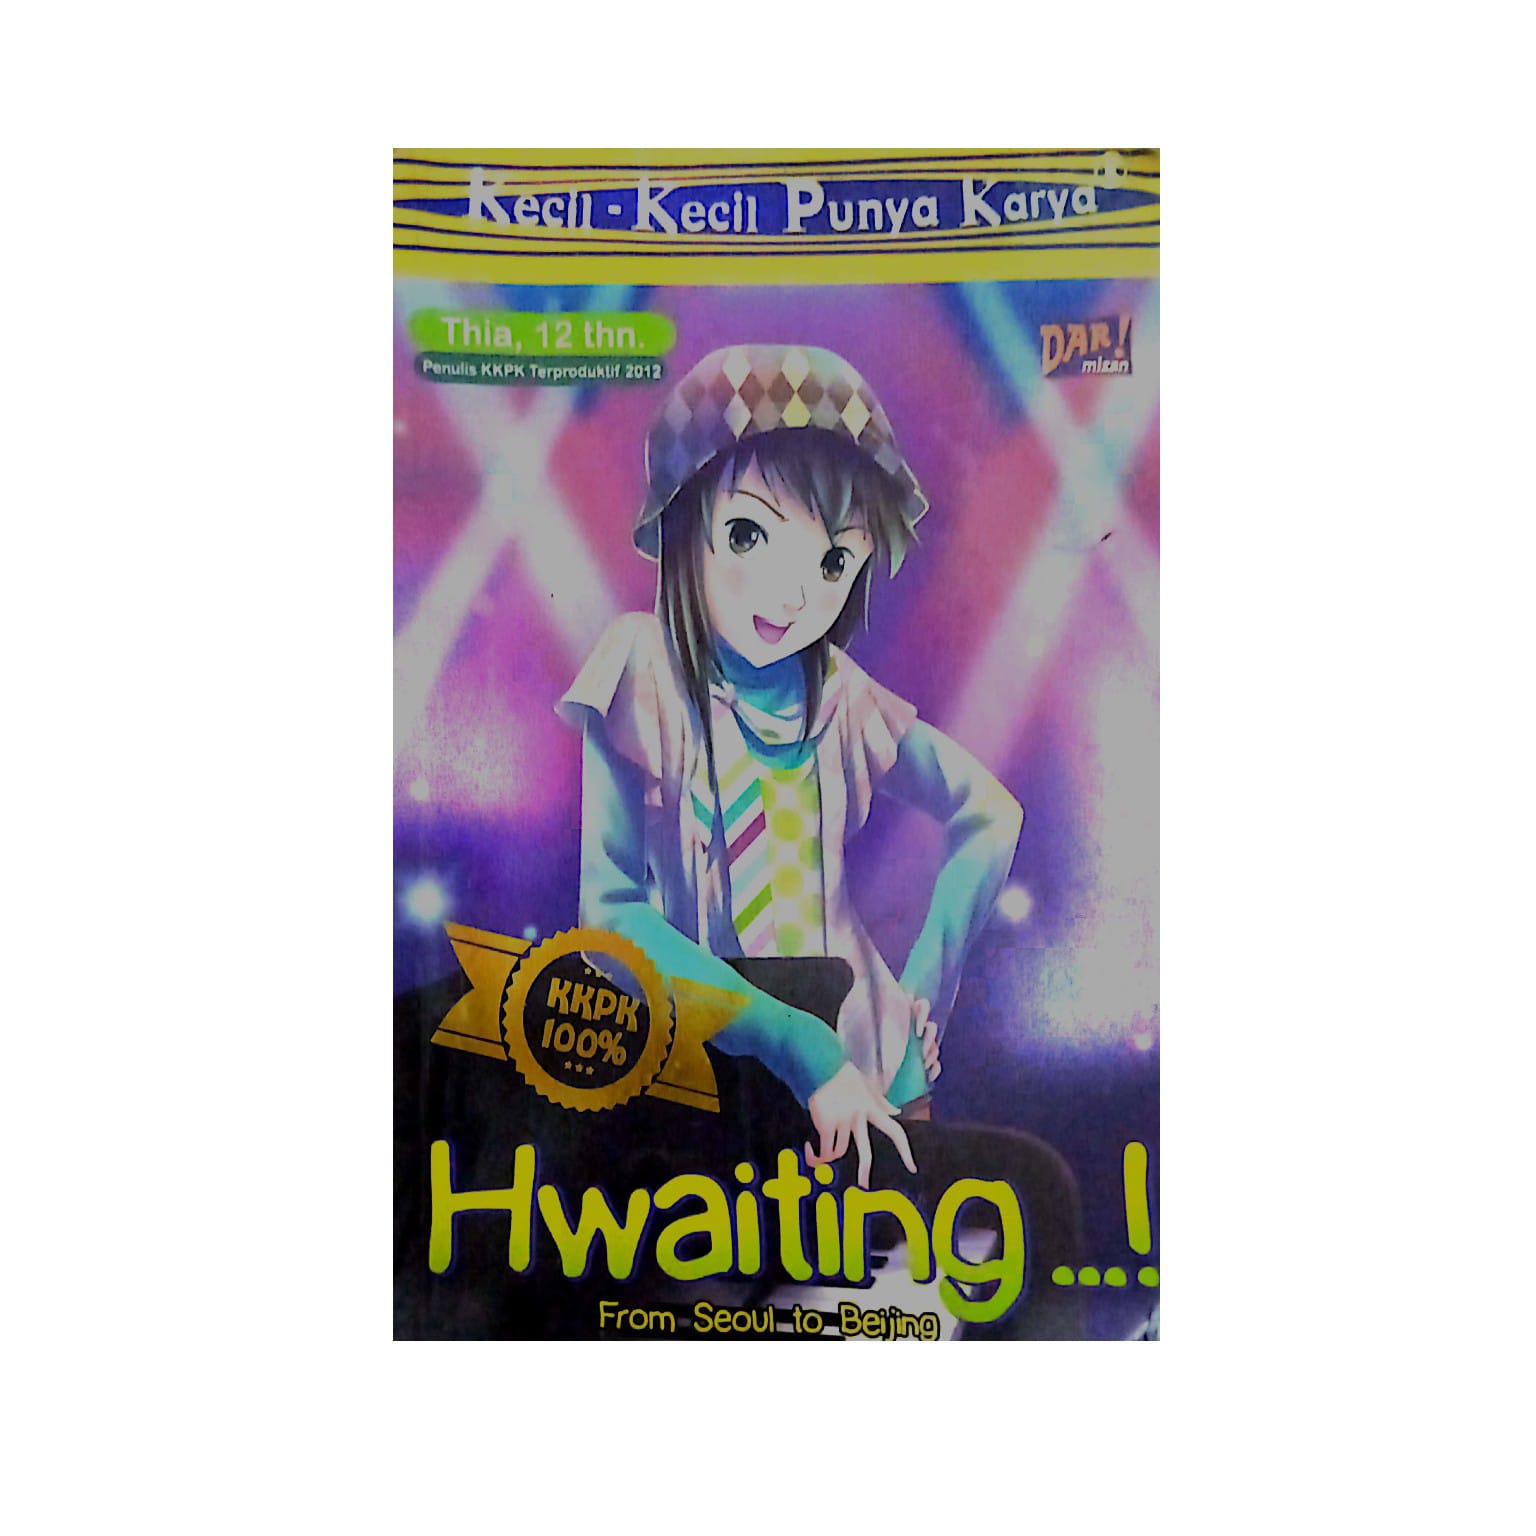 Kecil - Kecil Punya Karya
Thia, 12 thn.
Penulis KKPK Terproduktif 2012
DAR!
mizan
KKPK
100%
Hwaiting...!
From Seoul to Beijing